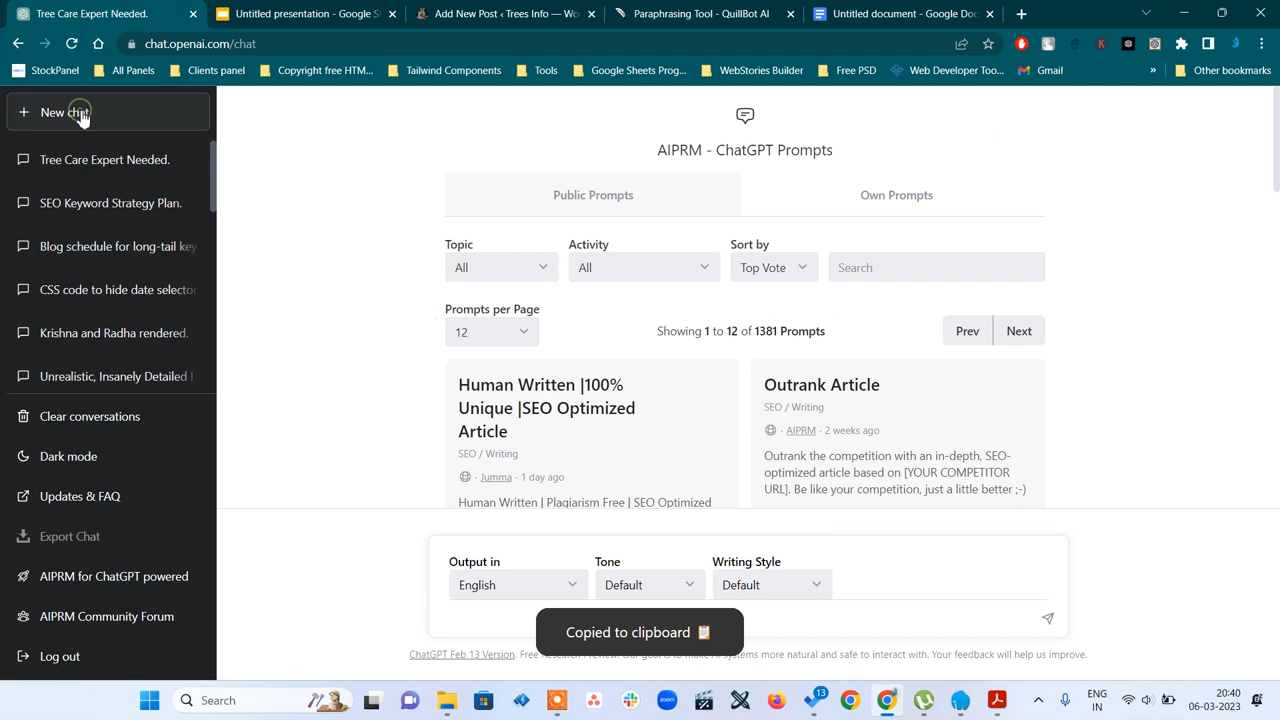 Tree Care Expert Needed.
Untitled presentation - Google Sl
Add New Post ‹ Trees Info — Wo
Paraphrasing Tool - QuillBot AI
Untitled document - Google Doc
chat.openai.com/chat
StockPanel
All Panels
Clients panel
Copyright free HTM...
Tailwind Components
Tools
Google Sheets Prog...
WebStories Builder
Free PSD
Web Developer Too...
Gmail
»
Other bookmarks
+ New chat
Tree Care Expert Needed.
SEO Keyword Strategy Plan.
Blog schedule for long-tail key
CSS code to hide date selector
Krishna and Radha rendered.
Unrealistic, Insanely Detailed
Clear conversations
Dark mode
Updates & FAQ
Export Chat
AIPRM for ChatGPT powered
AIPRM Community Forum
Log out
AIPRM - ChatGPT Prompts
Public Prompts
Own Prompts
Topic
Activity
Sort by
All
All
Top Vote
Search
Prompts per Page
12
Showing 1 to 12 of 1381 Prompts
Prev
Next
Human Written |100%
Unique |SEO Optimized
Article
SEO / Writing
· Jumma · 1 day ago
Human Written | Plagiarism Free | SEO Optimized
Outrank Article
SEO / Writing
· AIPRM · 2 weeks ago
Outrank the competition with an in-depth, SEO-
optimized article based on [YOUR COMPETITOR
URL]. Be like your competition, just a little better ;-)
Output in
Tone
Writing Style
English
Default
Default
Copied to clipboard
ChatGPT Feb 13 Version. Free Research Preview. Our goal is to make AI systems more natural and safe to interact with. Your feedback will help us improve.
Search
13
ENG
IN
20:40
06-03-2023